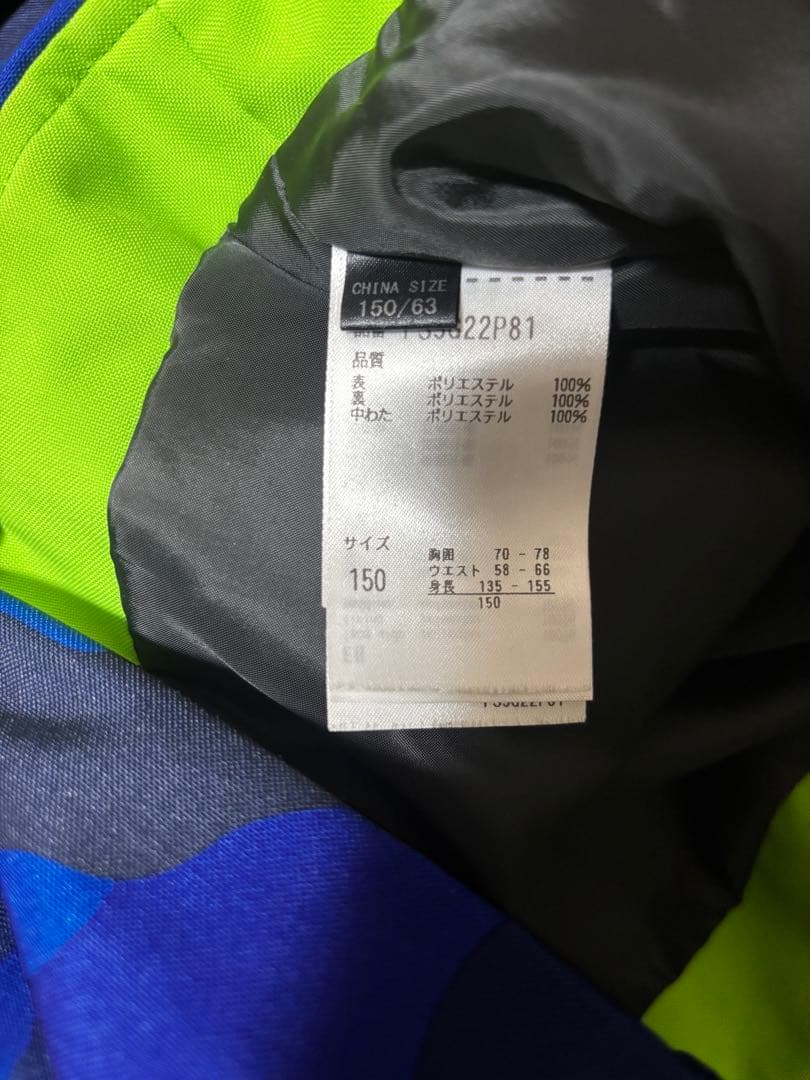 CHINA SIZE
150/63
G22P81
品質
表 ポリエステル 100%
裏 ポリエステル 100%
中わた ポリエステル 100%
サイズ
150
胸囲 70 - 78
ウエスト 58 - 66
身長 135 - 155
150